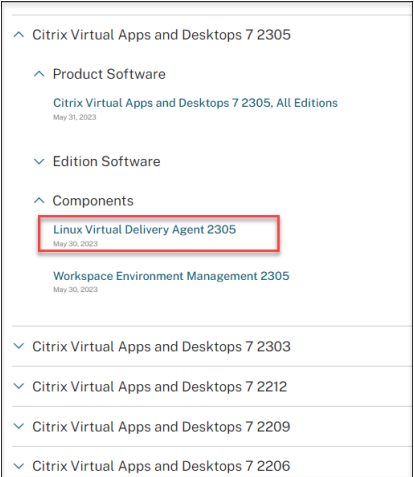 Citrix Virtual Apps and Desktops 7 2305
Product Software
Citrix Virtual Apps and Desktops 7 2305, All Editions
May 31, 2023
Edition Software
Components
Linux Virtual Delivery Agent 2305
May 30, 2023
Workspace Environment Management 2305
May 30, 2023
Citrix Virtual Apps and Desktops 7 2303
Citrix Virtual Apps and Desktops 7 2212
Citrix Virtual Apps and Desktops 7 2209
Citrix Virtual Apps and Desktops 7 2206